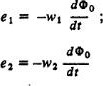 e₁ = −w₁ dΦ₀/dt ;
e₂ = −w₂ dΦ₀/dt